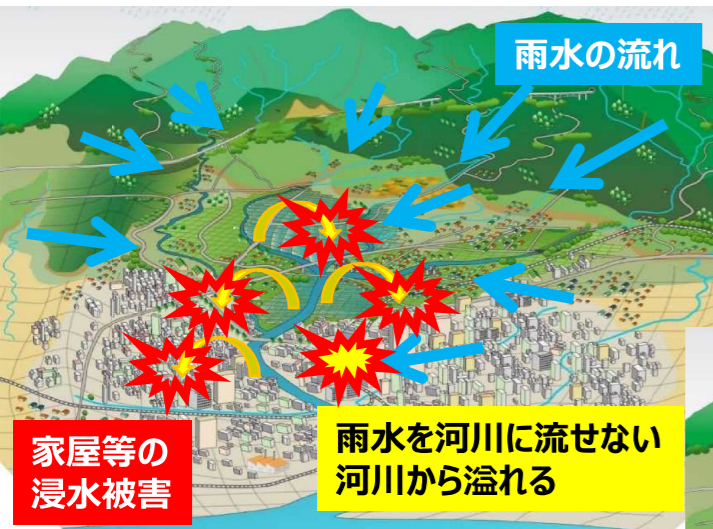 雨水の流れ
家屋等の
浸水被害
雨水を河川に流せない
河川から溢れる